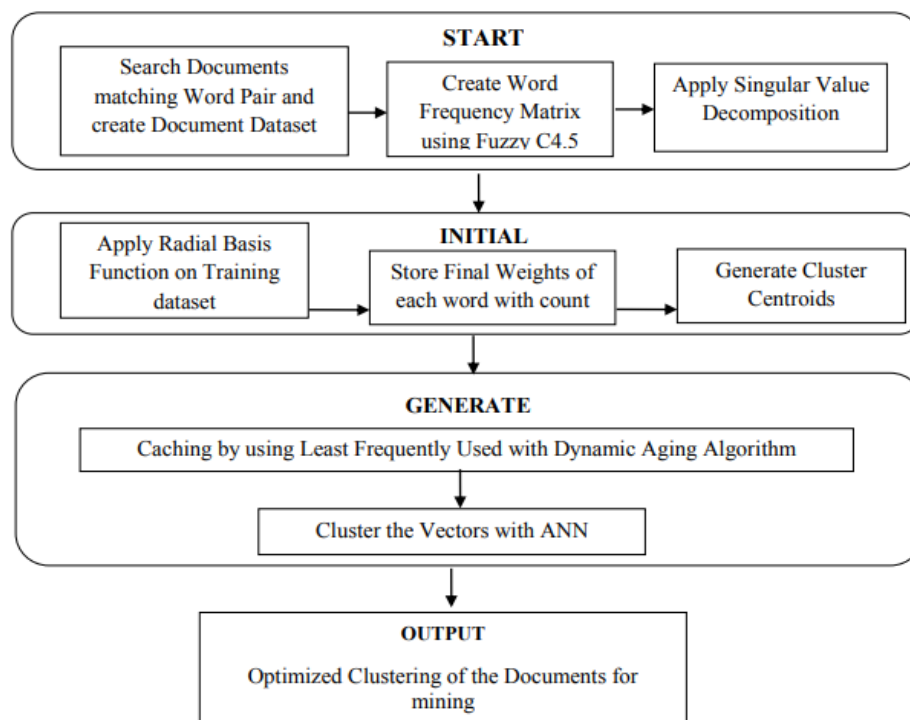 START
Search Documents
matching Word Pair and
create Document Dataset
Create Word
Frequency Matrix
using Fuzzy C4.5
Apply Singular Value
Decomposition
INITIAL
Apply Radial Basis
Function on Training
dataset
Store Final Weights of
each word with count
Generate Cluster
Centroids
GENERATE
Caching by using Least Frequently Used with Dynamic Aging Algorithm
Cluster the Vectors with ANN
OUTPUT
Optimized Clustering of the Documents for
mining